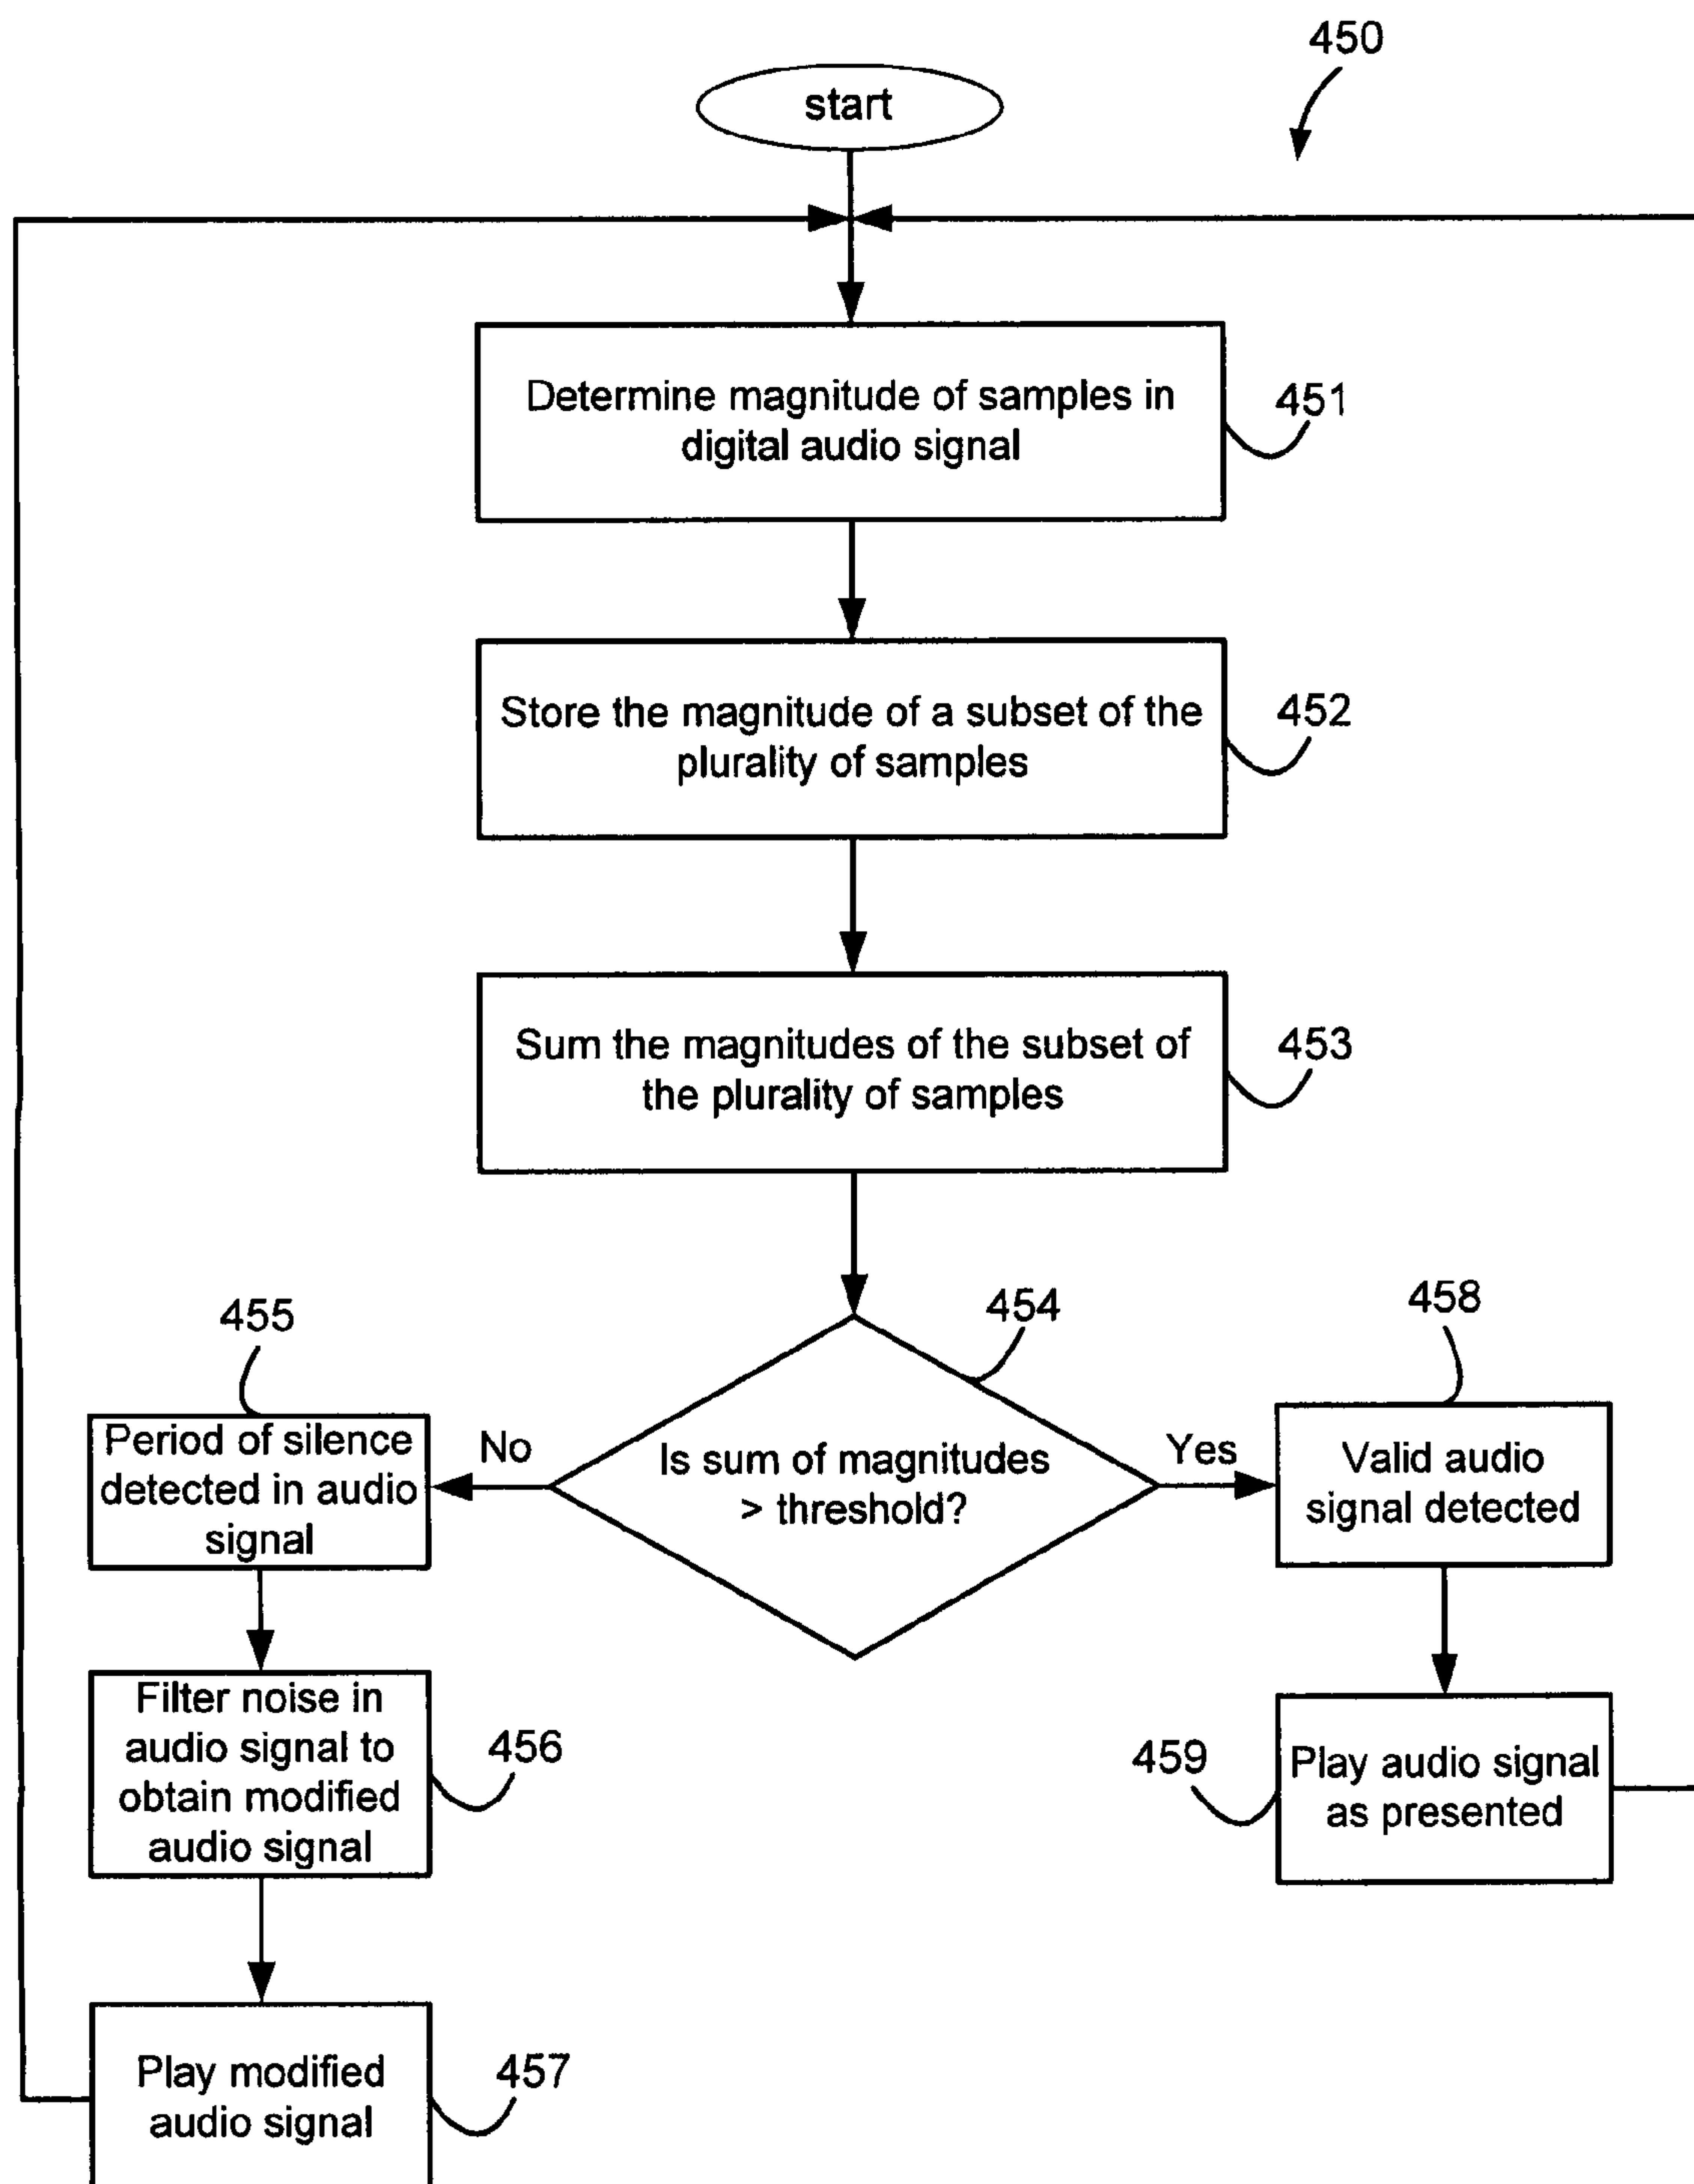 450
start
Determine magnitude of samples in
digital audio signal
451
Store the magnitude of a subset of the
plurality of samples
452
Sum the magnitudes of the subset of
the plurality of samples
453
454
Is sum of magnitudes
> threshold?
No
Yes
455
Period of silence
detected in audio
signal
Filter noise in
audio signal to
obtain modified
audio signal
456
Play modified
audio signal
457
458
Valid audio
signal detected
459
Play audio signal
as presented